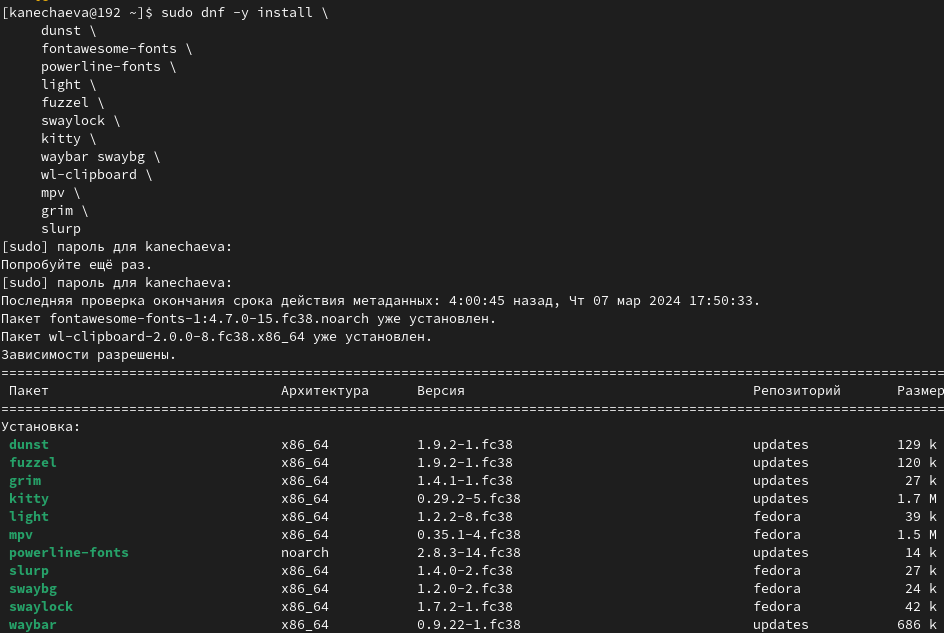 [kanechaeva@192 ~]$ sudo dnf -y install \
dunst \
fontawesome-fonts \
powerline-fonts \
light \
fuzzel \
swaylock \
kitty \
waybar swaybg \
wl-clipboard \
mpv \
grim \
slurp
[sudo] пароль для kanechaeva:
Попробуйте ещё раз.
[sudo] пароль для kanechaeva:
Последняя проверка окончания срока действия метаданных: 4:00:45 назад, Чт 07 мар 2024 17:50:33.
Пакет fontawesome-fonts-1:4.7.0-15.fc38.noarch уже установлен.
Пакет wl-clipboard-2.0.0-8.fc38.x86_64 уже установлен.
Зависимости разрешены.
Пакет Архитектура Версия Репозиторий Размер
Установка:
dunst x86_64 1.9.2-1.fc38 updates 129 k
fuzzel x86_64 1.9.2-1.fc38 updates 120 k
grim x86_64 1.4.1-1.fc38 updates 27 k
kitty x86_64 0.29.2-5.fc38 updates 1.7 M
light x86_64 1.2.2-8.fc38 fedora 39 k
mpv x86_64 0.35.1-4.fc38 fedora 1.5 M
powerline-fonts noarch 2.8.3-14.fc38 updates 14 k
slurp x86_64 1.4.0-2.fc38 fedora 27 k
swaybg x86_64 1.2.0-2.fc38 fedora 24 k
swaylock x86_64 1.7.2-1.fc38 fedora 42 k
waybar x86_64 0.9.22-1.fc38 updates 686 k